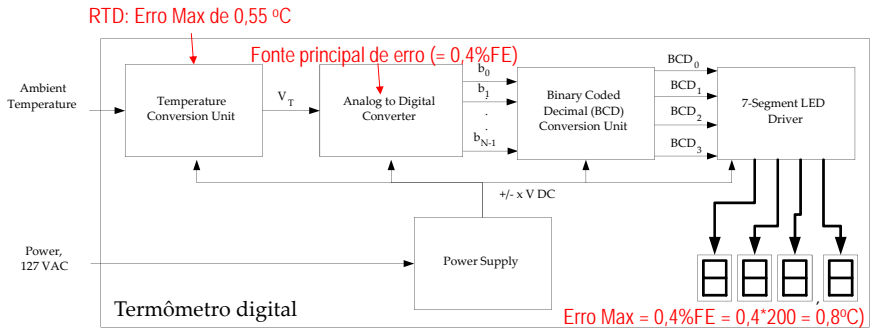 RTD: Erro Max de 0,55 ºC
Fonte principal de erro (= 0,4%FE)
Ambient
Temperature
Temperature
Conversion Unit
V_T
Analog to Digital
Converter
b_0
b_1
.
.
.
b_N-1
Binary Coded
Decimal (BCD)
Conversion Unit
BCD_0
BCD_1
BCD_2
BCD_3
7-Segment LED
Driver
+/- x V DC
Power,
127 VAC
Power Supply
,
Termômetro digital
Erro Max = 0,4%FE = 0,4*200 = 0,8ºC)